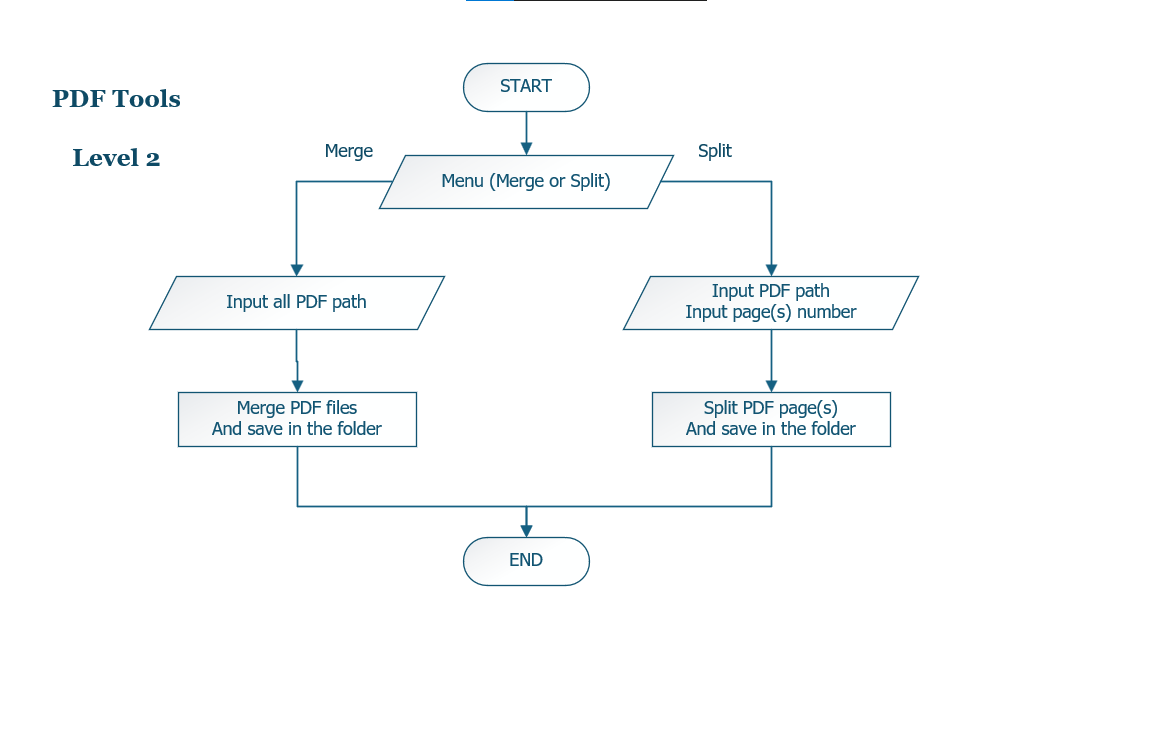 PDF Tools
Level 2
START
Merge
Split
Menu (Merge or Split)
Input all PDF path
Input PDF path
Input page(s) number
Merge PDF files
And save in the folder
Split PDF page(s)
And save in the folder
END